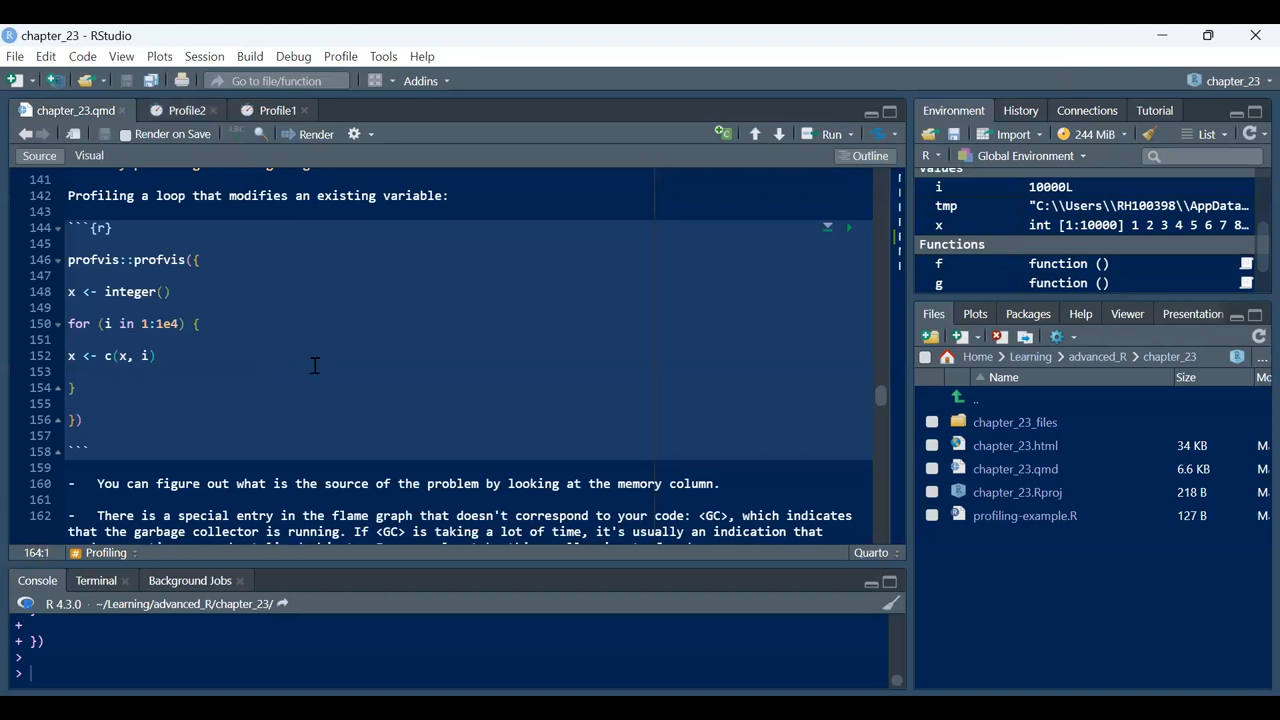 chapter_23 - RStudio
File Edit Code View Plots Session Build Debug Profile Tools Help
Go to file/function Addins chapter_23
chapter_23.qmd Profile2 Profile1
Render on Save ABC Render Run
Source Visual Outline
141
142 Profiling a loop that modifies an existing variable:
143
144 ```{r}
145
146 profvis::profvis({
147
148 x <- integer()
149
150 for (i in 1:1e4) {
151
152 x <- c(x, i)
153
154 }
155
156 })
157
158 ```
159
160 - You can figure out what is the source of the problem by looking at the memory column.
161
162 - There is a special entry in the flame graph that doesn't correspond to your code: <GC>, which indicates
that the garbage collector is running. If <GC> is taking a lot of time, it's usually an indication that
164:1 Profiling Quarto
Console Terminal Background Jobs
R 4.3.0 · ~/Learning/advanced_R/chapter_23/
+
+ })
>
>
Environment History Connections Tutorial
Import 244 MiB List
R Global Environment
Values
i 10000L
tmp "C:\\Users\\RH100398\\AppData…
x int [1:10000] 1 2 3 4 5 6 7 8…
Functions
f function ()
g function ()
Files Plots Packages Help Viewer Presentation
Home Learning advanced_R chapter_23 ...
Name Size Mo
..
chapter_23_files
chapter_23.html 34 KB M
chapter_23.qmd 6.6 KB M
chapter_23.Rproj 218 B M
profiling-example.R 127 B M